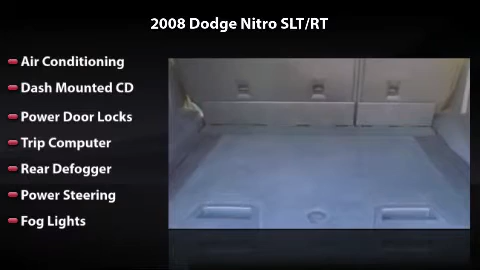 2008 Dodge Nitro SLT/RT
Air Conditioning
Dash Mounted CD
Power Door Locks
Trip Computer
Rear Defogger
Power Steering
Fog Lights